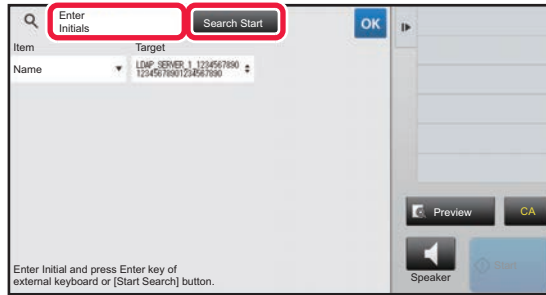 Enter
Initials
Search Start
OK
Item
Target
Name
LDAP_SERVER_1_1234567890
12345678901234567890
Preview
CA
Enter Initial and press Enter key of
external keyboard or [Start Search] button.
Speaker
Start